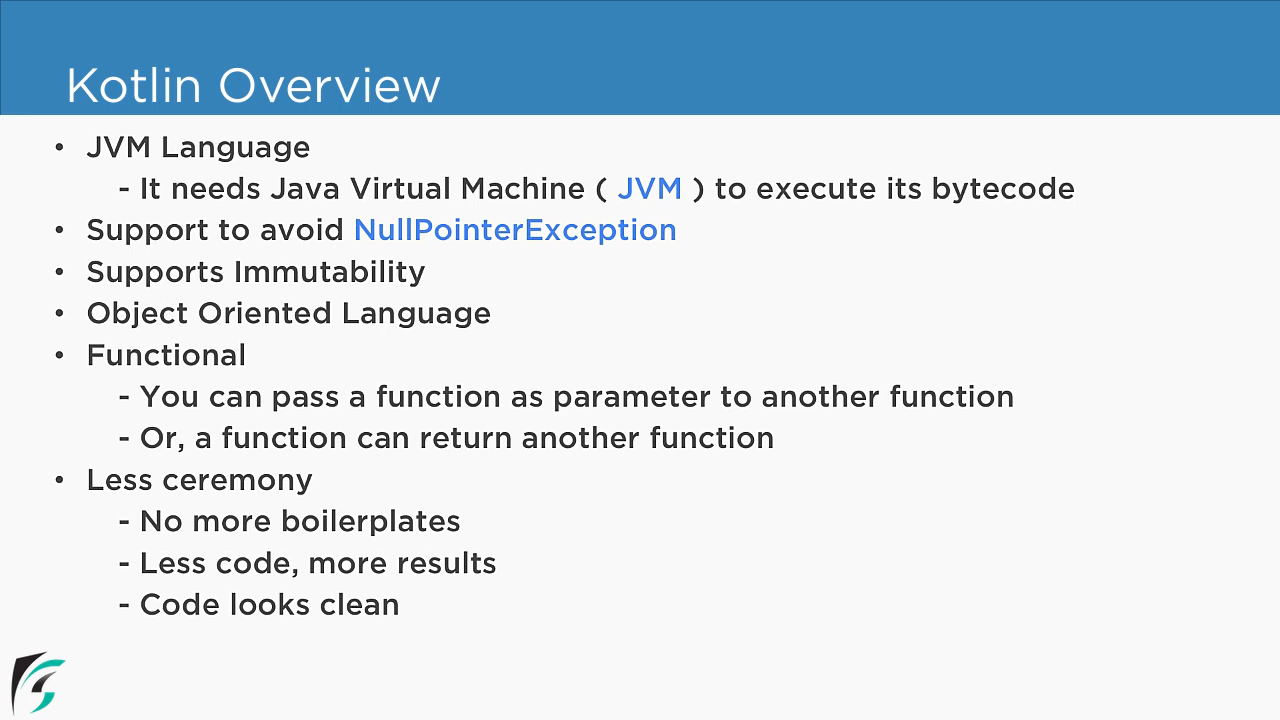 Kotlin Overview
• JVM Language
- It needs Java Virtual Machine ( JVM ) to execute its bytecode
• Support to avoid NullPointerException
• Supports Immutability
• Object Oriented Language
• Functional
- You can pass a function as parameter to another function
- Or, a function can return another function
• Less ceremony
- No more boilerplates
- Less code, more results
- Code looks clean